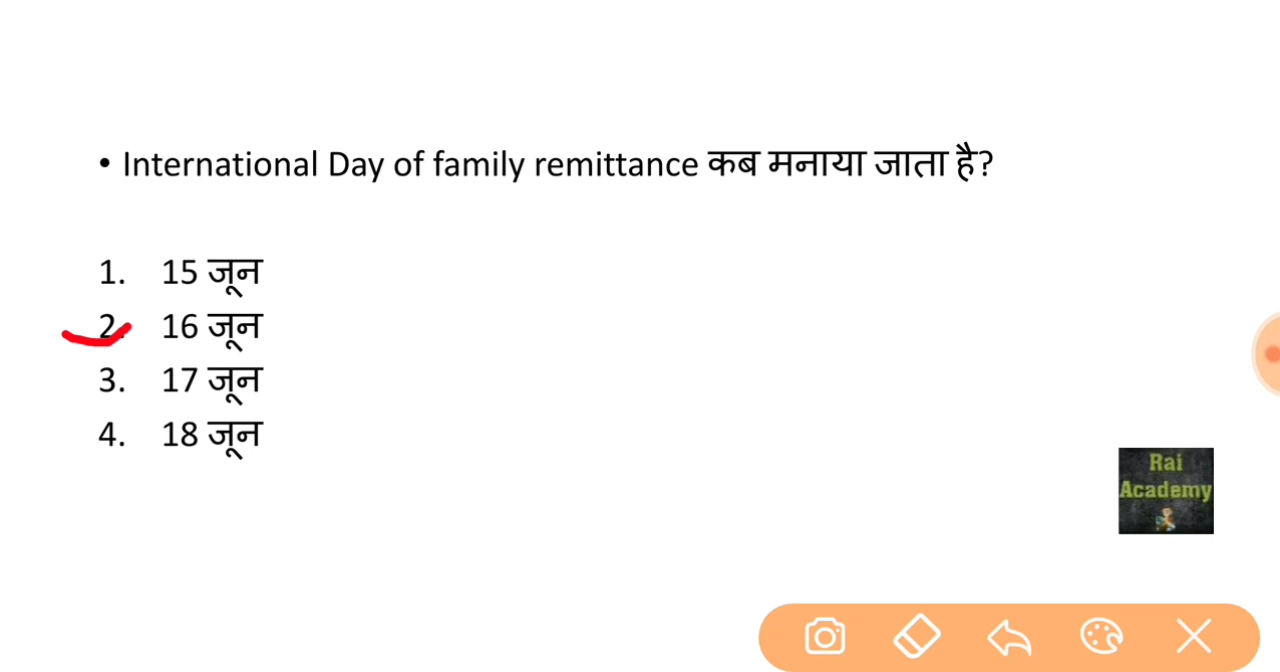 • International Day of family remittance कब मनाया जाता है?
1. 15 जून
2. 16 जून
3. 17 जून
4. 18 जून
Rai
Academy